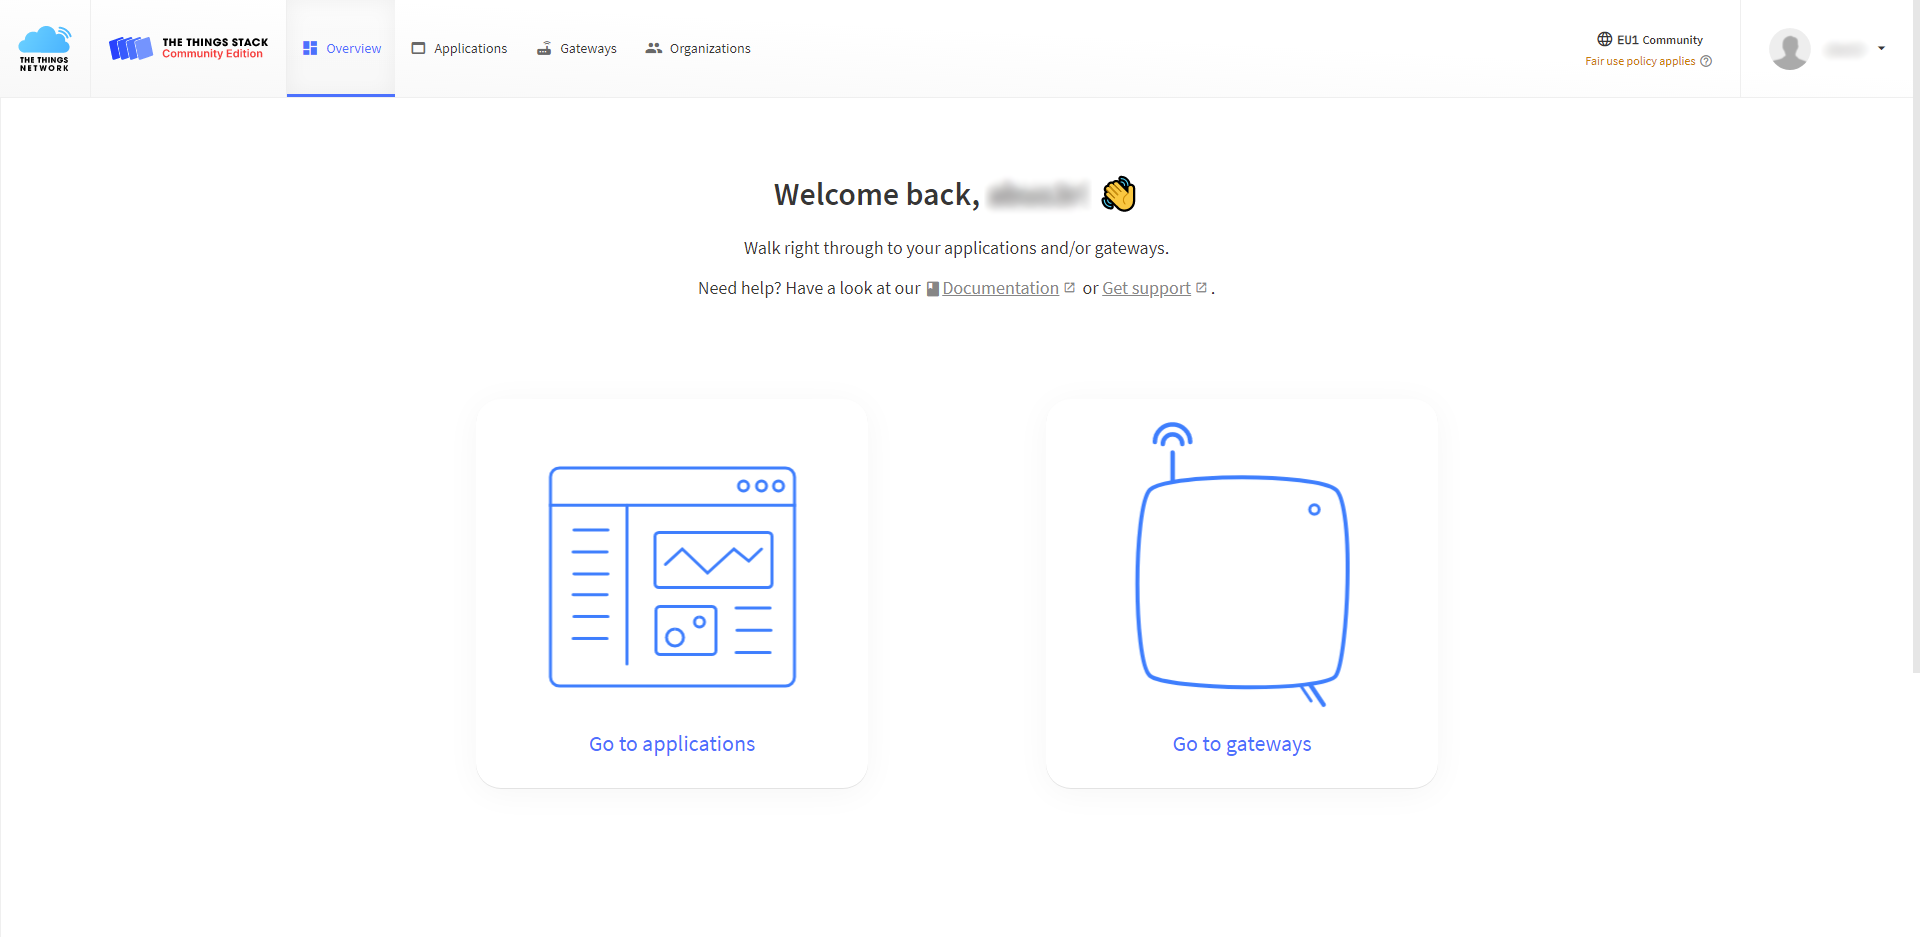 THE THINGS
NETWORK
THE THINGS STACK
Community Edition
Overview
Applications
Gateways
Organizations
EU1 Community
Fair use policy applies
Welcome back,
Walk right through to your applications and/or gateways.
Need help? Have a look at our Documentation or Get support .
Go to applications
Go to gateways